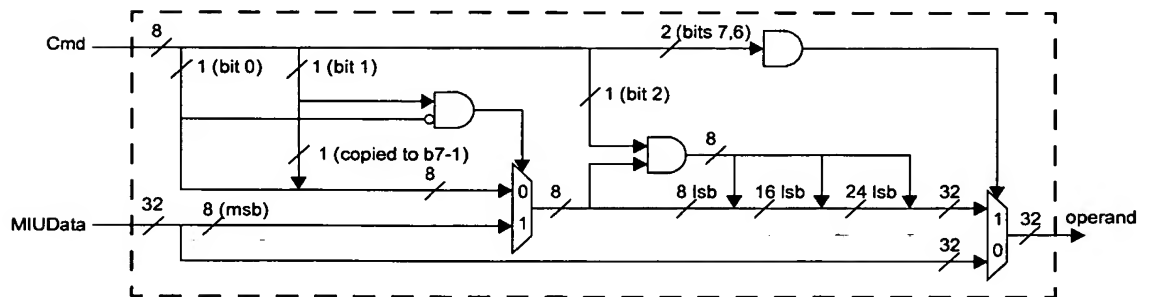 Cmd
8
2 (bits 7,6)
1 (bit 0)
1 (bit 1)
1 (bit 2)
1 (copied to b7-1)
8
8
0
1
8
8 lsb
16 lsb
24 lsb
32
1
0
32
operand
MIUData
32
8 (msb)
32